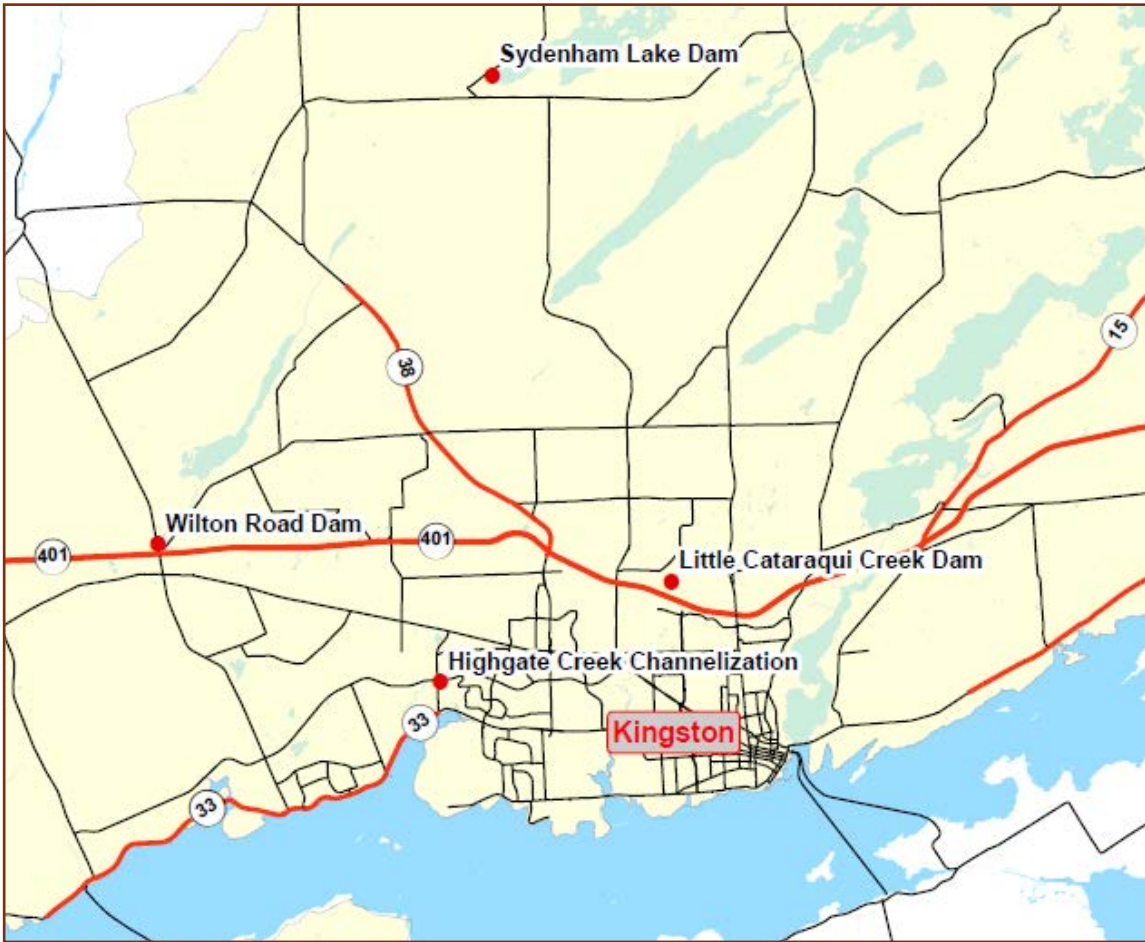 Sydenham Lake Dam
15
38
Wilton Road Dam
401
401
Little Cataraqui Creek Dam
Highgate Creek Channelization
33
Kingston
33